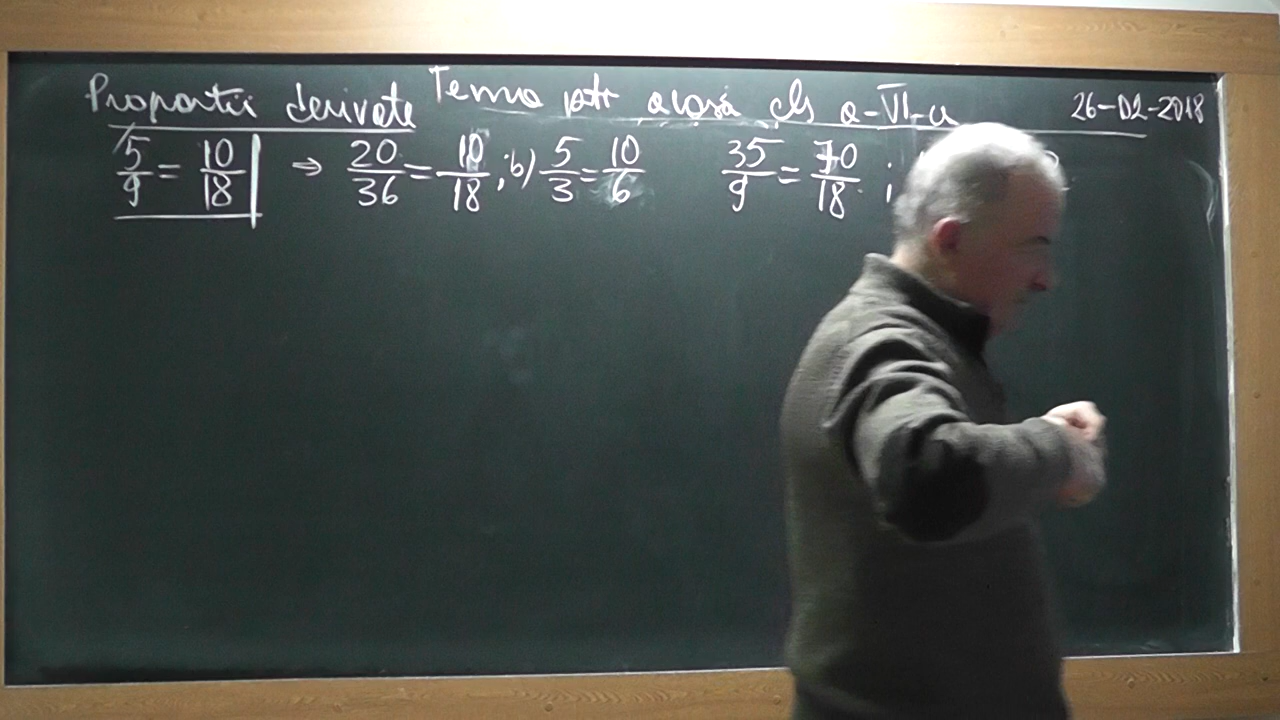 Proporții derivate Tema ptr acasă cls a-VI-a 26-02-2018
5/9 = 10/18 → 20/36 = 10/18 ; b) 5/3 = 10/6 35/9 = 70/18 ;